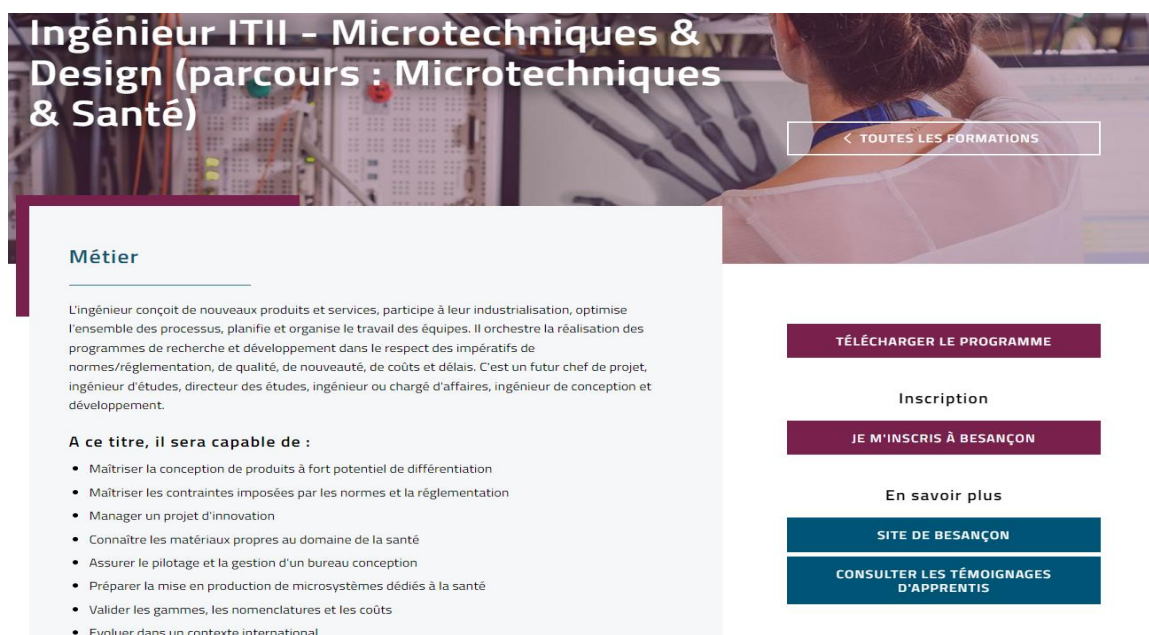 Ingénieur ITII - Microtechniques &
Design (parcours : Microtechniques
& Santé)
< TOUTES LES FORMATIONS
Métier
L'ingénieur conçoit de nouveaux produits et services, participe à leur industrialisation, optimise
l'ensemble des processus, planifie et organise le travail des équipes. Il orchestre la réalisation des
programmes de recherche et développement dans le respect des impératifs de
normes/réglementation, de qualité, de nouveauté, de coûts et délais. C'est un futur chef de projet,
ingénieur d'études, directeur des études, ingénieur ou chargé d'affaires, ingénieur de conception et
développement.
A ce titre, il sera capable de :
• Maîtriser la conception de produits à fort potentiel de différentiation
• Maîtriser les contraintes imposées par les normes et la réglementation
• Manager un projet d'innovation
• Connaître les matériaux propres au domaine de la santé
• Assurer le pilotage et la gestion d'un bureau conception
• Préparer la mise en production de microsystèmes dédiés à la santé
• Valider les gammes, les nomenclatures et les coûts
• Evoluer dans un contexte international
TÉLÉCHARGER LE PROGRAMME
Inscription
JE M'INSCRIS À BESANÇON
En savoir plus
SITE DE BESANÇON
CONSULTER LES TÉMOIGNAGES
D'APPRENTIS